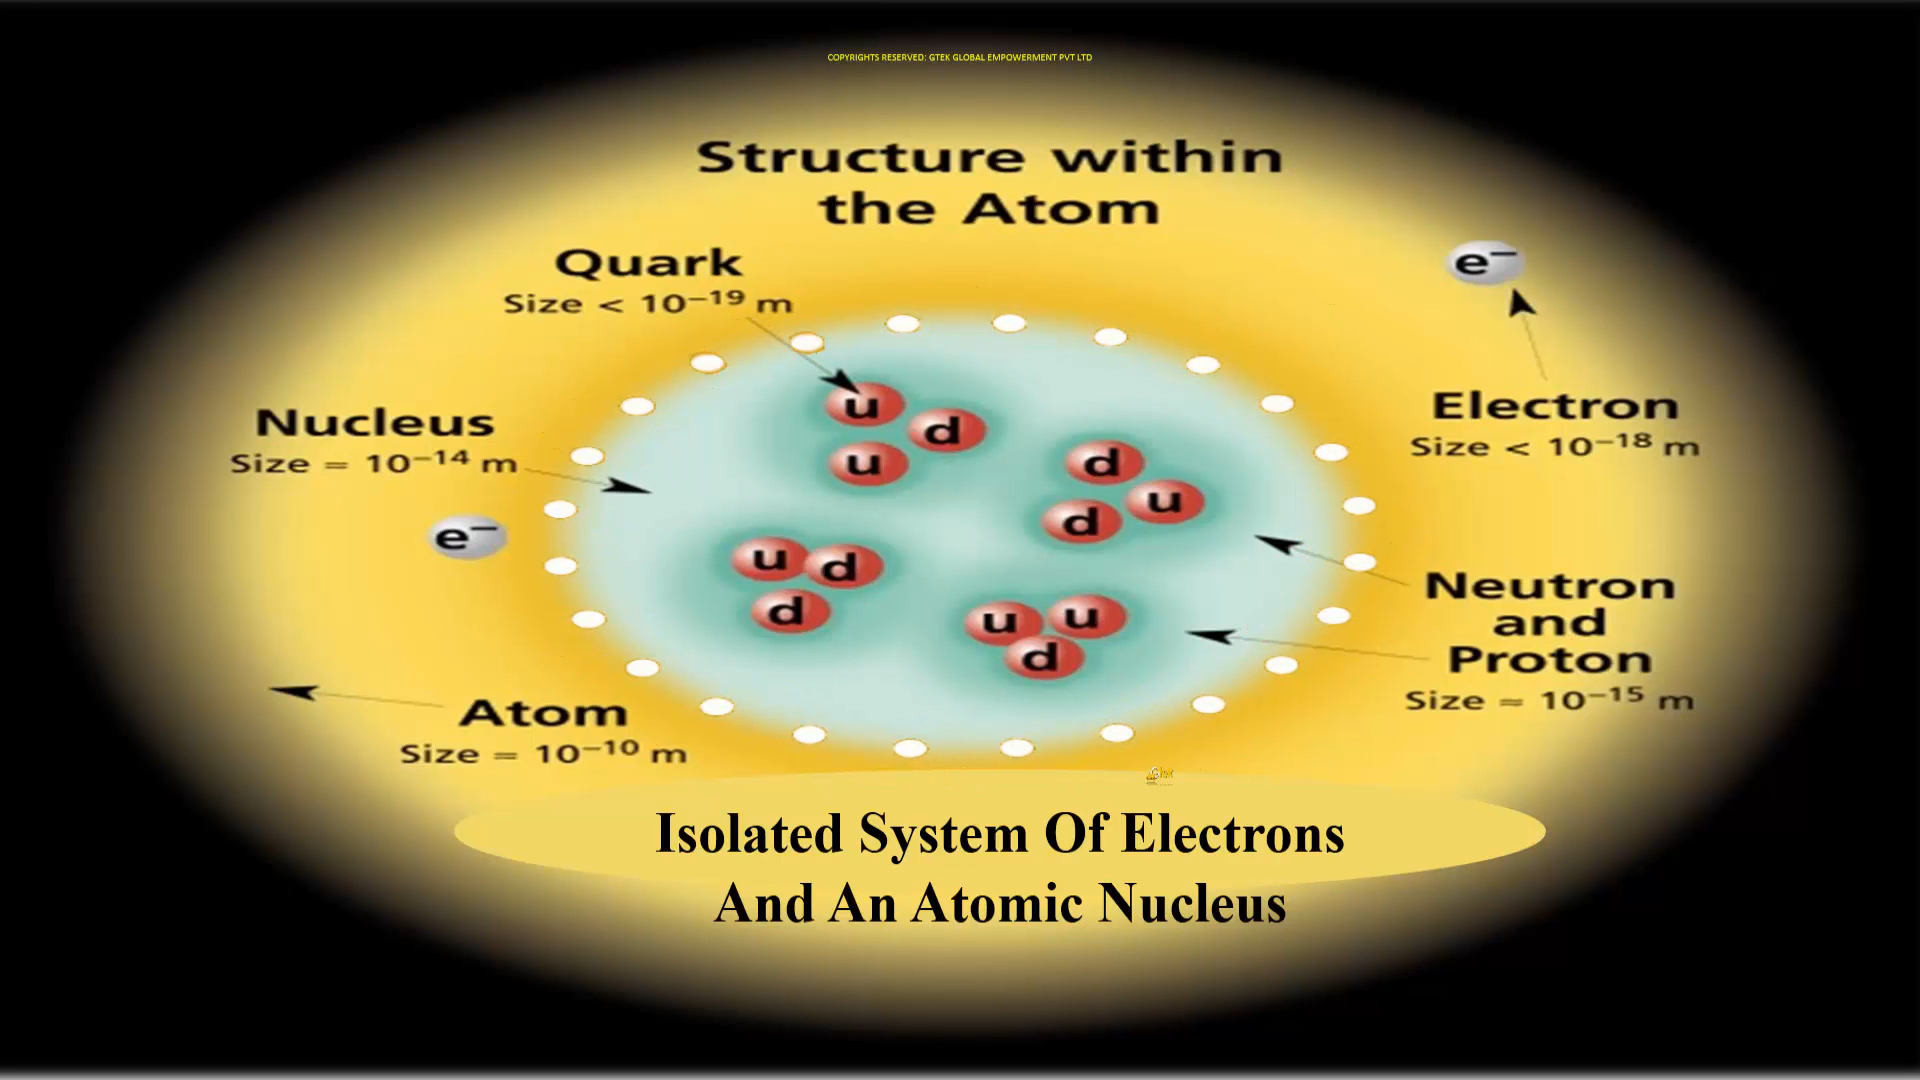 COPYRIGHTS RESERVED: GTEK GLOBAL EMPOWERMENT PVT LTD
Structure within
the Atom
Quark
Size < 10⁻¹⁹ m
e⁻
Nucleus
Size = 10⁻¹⁴ m
Electron
Size < 10⁻¹⁸ m
u
d
u
d
u
d
e⁻
u
d
d
u
u
d
Neutron
and
Proton
Size = 10⁻¹⁵ m
Atom
Size = 10⁻¹⁰ m
Isolated System Of Electrons
And An Atomic Nucleus